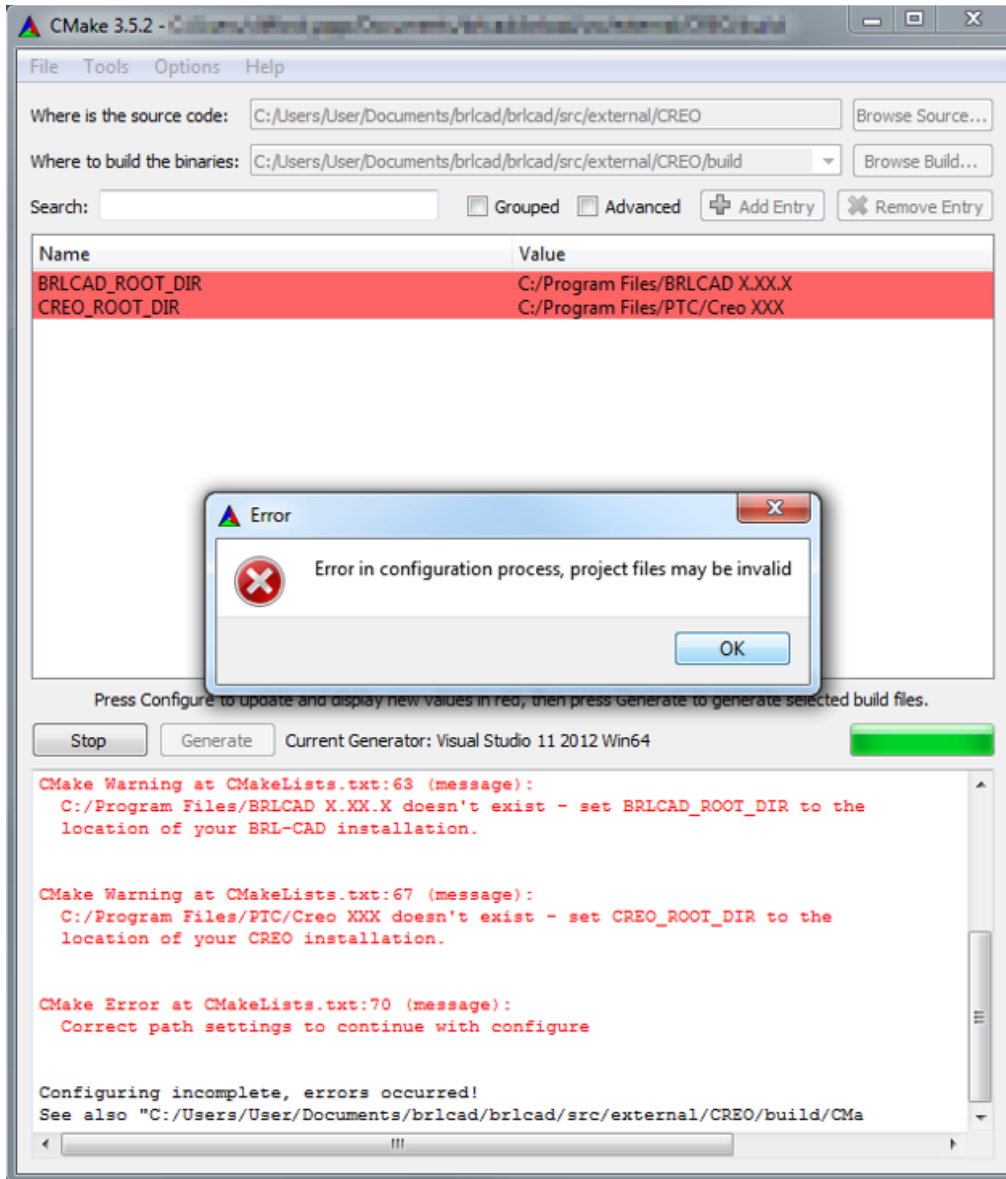 CMake 3.5.2 -
File Tools Options Help
Where is the source code: C:/Users/User/Documents/brlcad/brlcad/src/external/CREO Browse Source...
Where to build the binaries: C:/Users/User/Documents/brlcad/brlcad/src/external/CREO/build Browse Build...
Search: Grouped Advanced Add Entry Remove Entry
Name Value
BRLCAD_ROOT_DIR C:/Program Files/BRLCAD X.XX.X
CREO_ROOT_DIR C:/Program Files/PTC/Creo XXX
Error
Error in configuration process, project files may be invalid
OK
Press Configure to update and display new values in red, then press Generate to generate selected build files.
Stop Generate Current Generator: Visual Studio 11 2012 Win64
CMake Warning at CMakeLists.txt:63 (message):
C:/Program Files/BRLCAD X.XX.X doesn't exist - set BRLCAD_ROOT_DIR to the
location of your BRL-CAD installation.
CMake Warning at CMakeLists.txt:67 (message):
C:/Program Files/PTC/Creo XXX doesn't exist - set CREO_ROOT_DIR to the
location of your CREO installation.
CMake Error at CMakeLists.txt:70 (message):
Correct path settings to continue with configure
Configuring incomplete, errors occurred!
See also "C:/Users/User/Documents/brlcad/brlcad/src/external/CREO/build/CMa